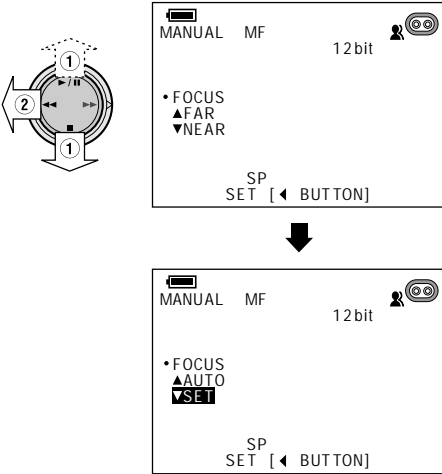 MANUAL MF
12bit
•FOCUS
▲FAR
▼NEAR
SP
SET [◀ BUTTON]
1
2
1
MANUAL MF
12bit
•FOCUS
▲AUTO
▼SET
SP
SET [◀ BUTTON]